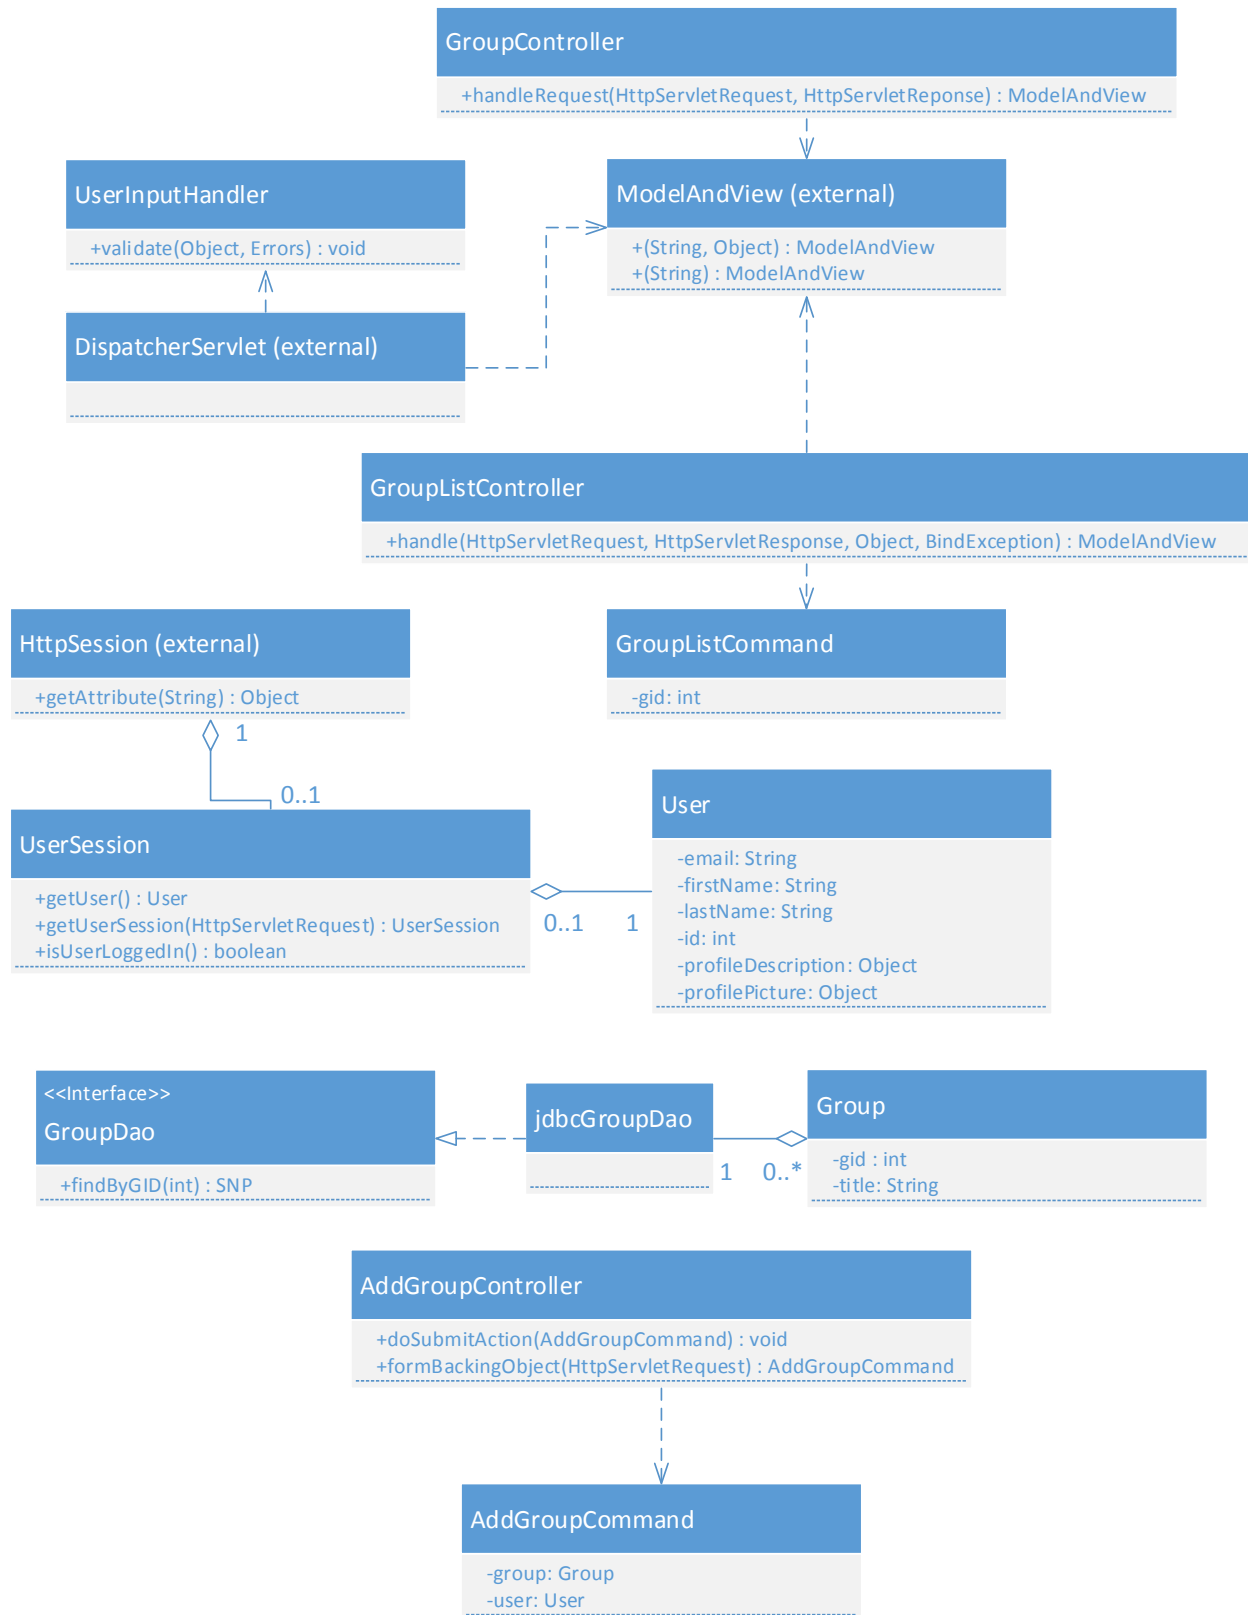 GroupController
+handleRequest(HttpServletRequest, HttpServletReponse) : ModelAndView
UserInputHandler
+validate(Object, Errors) : void
ModelAndView (external)
+(String, Object) : ModelAndView
+(String) : ModelAndView
DispatcherServlet (external)
GroupListController
+handle(HttpServletRequest, HttpServletResponse, Object, BindException) : ModelAndView
HttpSession (external)
+getAttribute(String) : Object
GroupListCommand
-gid: int
1
0..1
UserSession
+getUser() : User
+getUserSession(HttpServletRequest) : UserSession
+isUserLoggedIn() : boolean
0..1
1
User
-email: String
-firstName: String
-lastName: String
-id: int
-profileDescription: Object
-profilePicture: Object
<<Interface>>
GroupDao
+findByGID(int) : SNP
jdbcGroupDao
1
0..*
Group
-gid : int
-title: String
AddGroupController
+doSubmitAction(AddGroupCommand) : void
+formBackingObject(HttpServletRequest) : AddGroupCommand
AddGroupCommand
-group: Group
-user: User